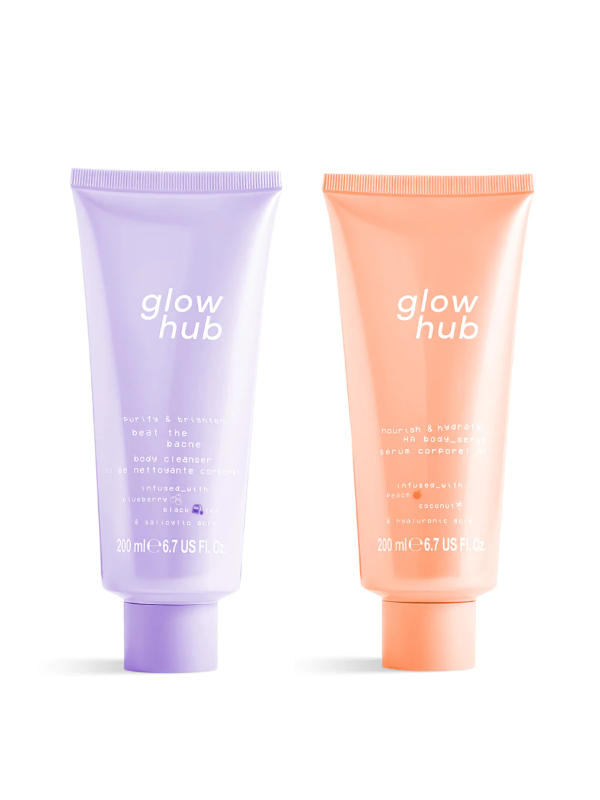 glow
hub
purify & brighten
beat the
bacne
body cleanser
nettoyante
infused_with
blueberry
black
& salicylic acid
200 ml e 6.7 US Fl. Oz.
glow
hub
nourish & hydrate
HA body_serum
sérum corporel
infused_with
peach
coconut
& hyaluronic acid
200 ml e 6.7 US Fl. Oz.